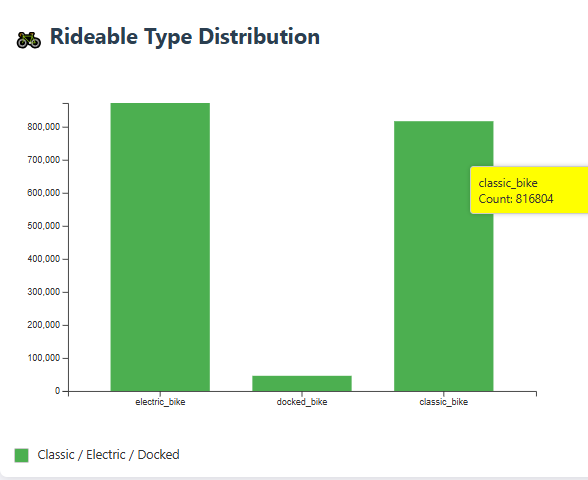 Rideable Type Distribution
800,000
700,000
600,000
500,000
400,000
300,000
200,000
100,000
0
electric_bike docked_bike classic_bike
classic_bike
Count: 816804
Classic / Electric / Docked